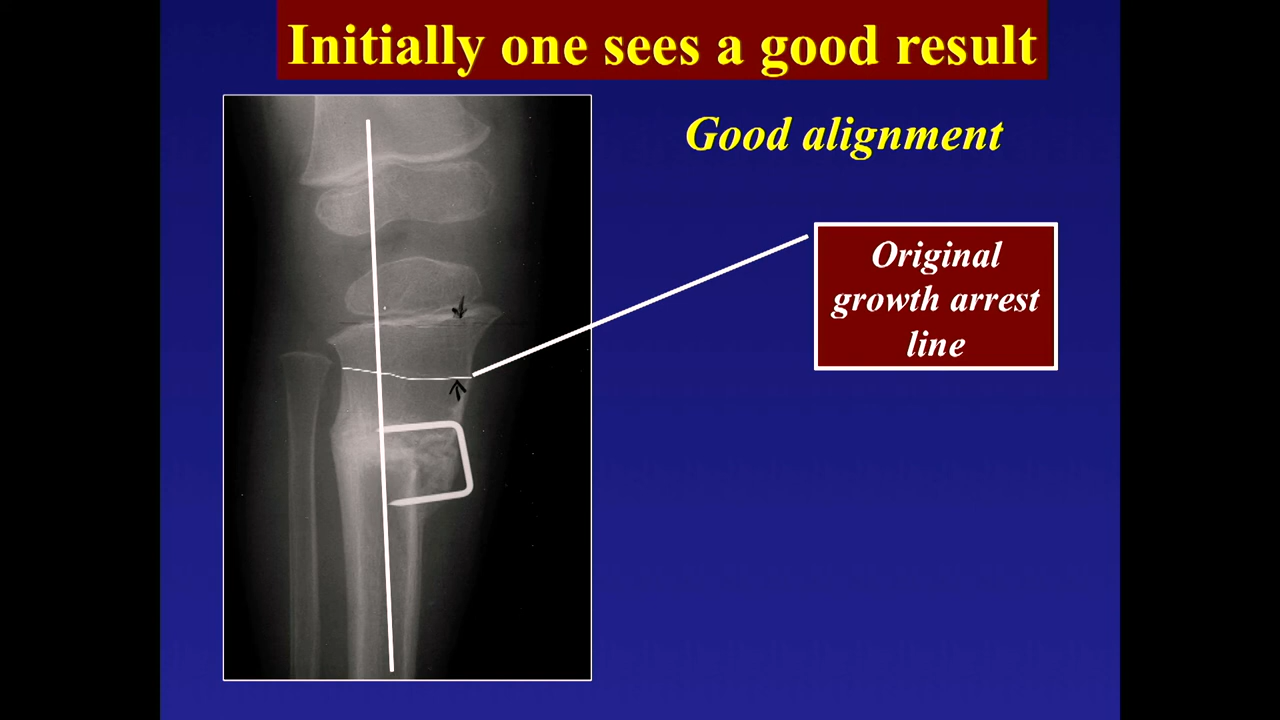 Initially one sees a good result
Good alignment
Original
growth arrest
line